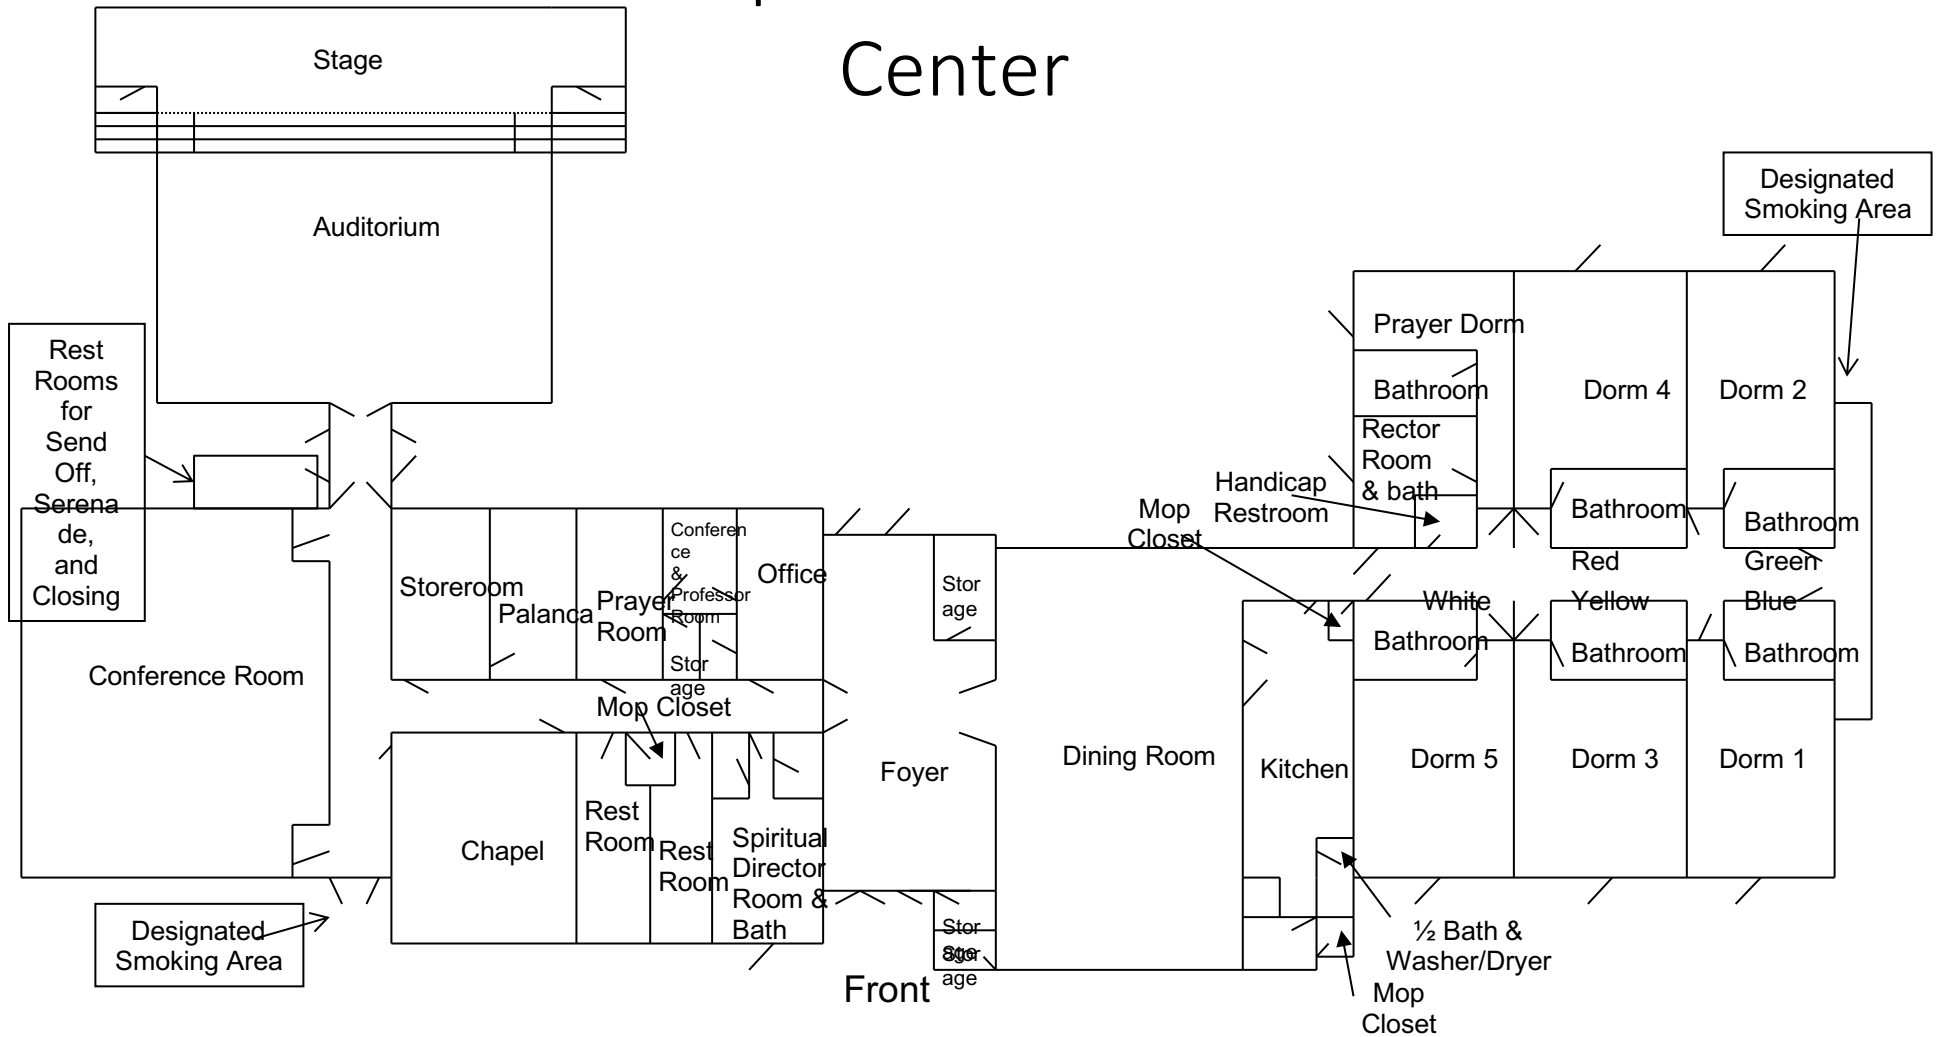 Center
Stage
Auditorium
Designated
Smoking Area
Rest
Rooms
for
Send
Off,
Serena
de,
and
Closing
Prayer Dorm
Bathroom
Rector
Room
& bath
Dorm 4
Dorm 2
Handicap
Restroom
Mop
Closet
Bathroom
Bathroom
Red
Green
White
Yellow
Blue
Bathroom
Bathroom
Bathroom
Storeroom
Palanca
Prayer
Room
Conferen
ce
&
Professor
Room
Stor
age
Office
Stor
age
Conference Room
Mop Closet
Foyer
Dining Room
Kitchen
Dorm 5
Dorm 3
Dorm 1
Chapel
Rest
Room
Rest
Room
Spiritual
Director
Room &
Bath
Designated
Smoking Area
Stor
age
Stor
age
Front
½ Bath &
Washer/Dryer
Mop
Closet